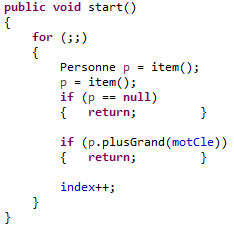 public void start()
{
    for (;;)
    {
        Personne p = item();
        p = item();
        if (p == null)
        {   return;         }

        if (p.plusGrand(motCle))
        {   return;         }

        index++;
    }
}